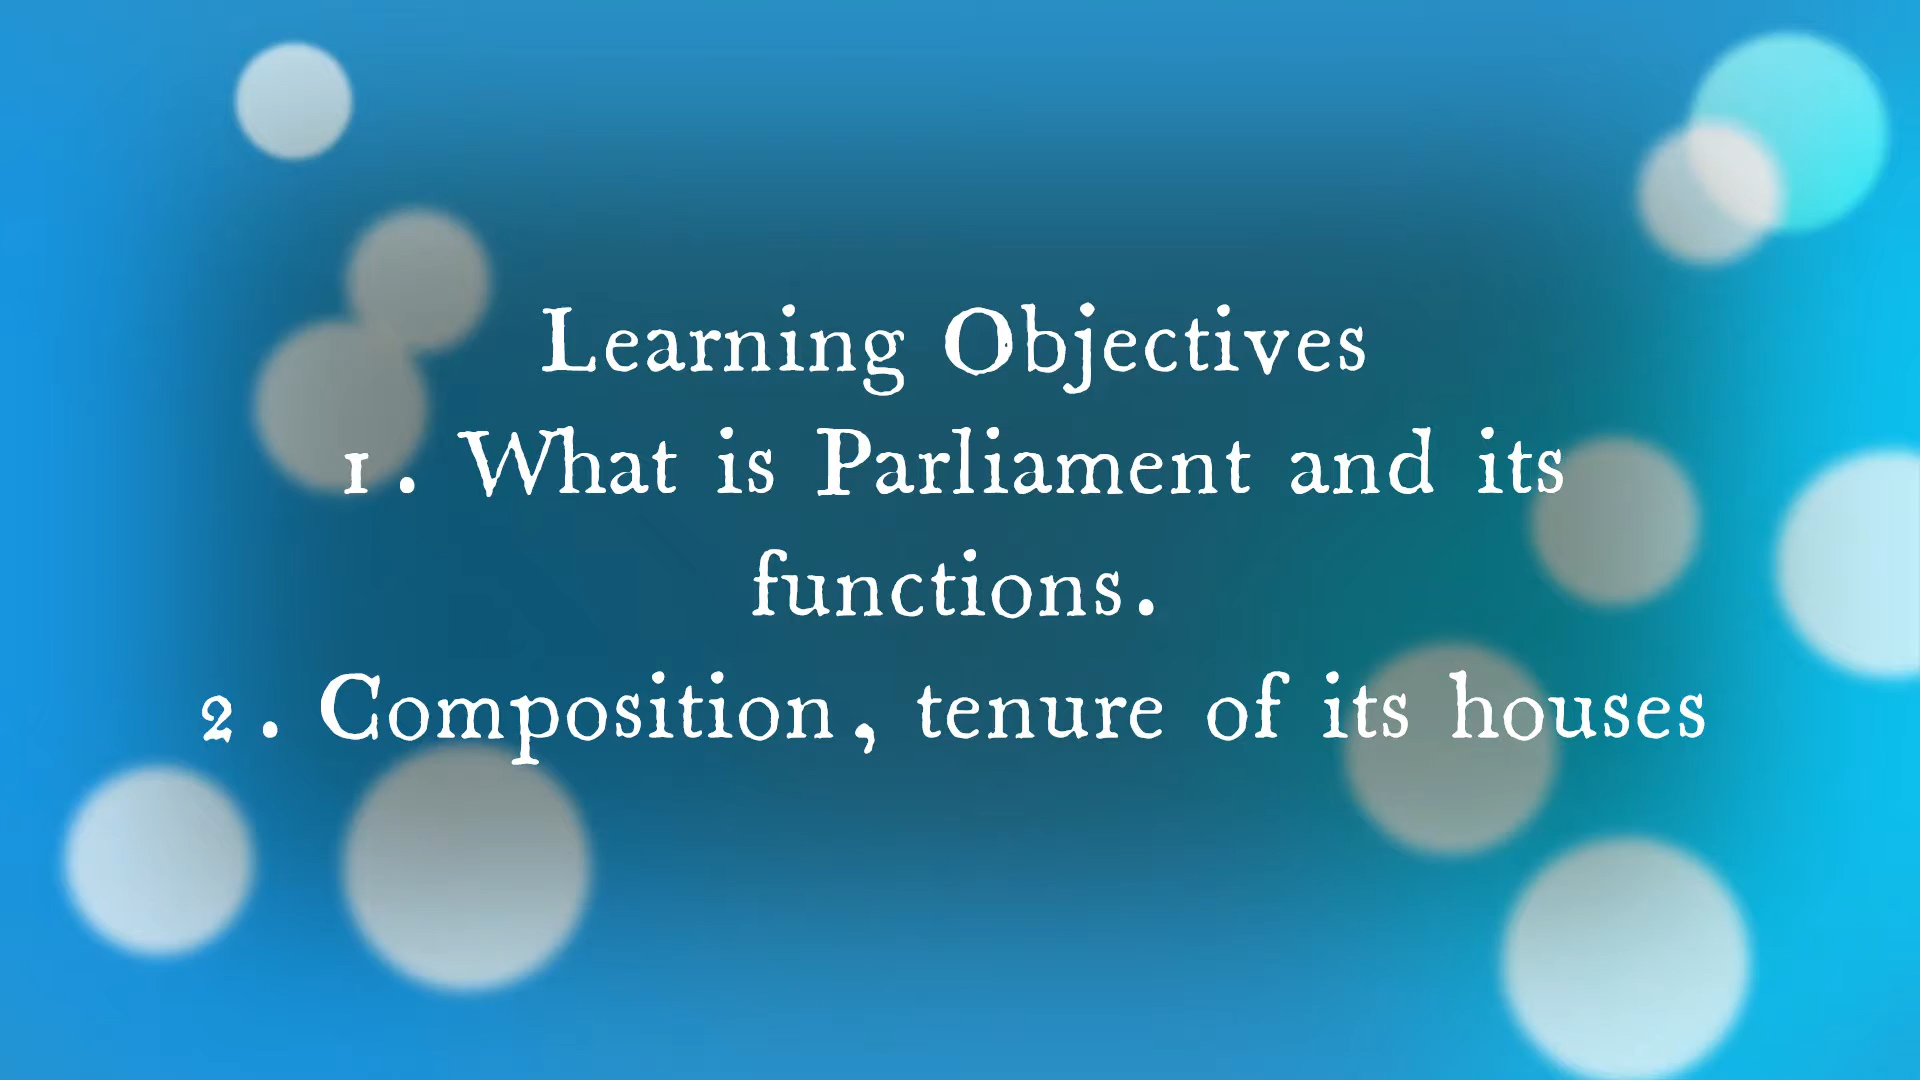 Learning Objectives
1. What is Parliament and its
functions.
2. Composition, tenure of its houses